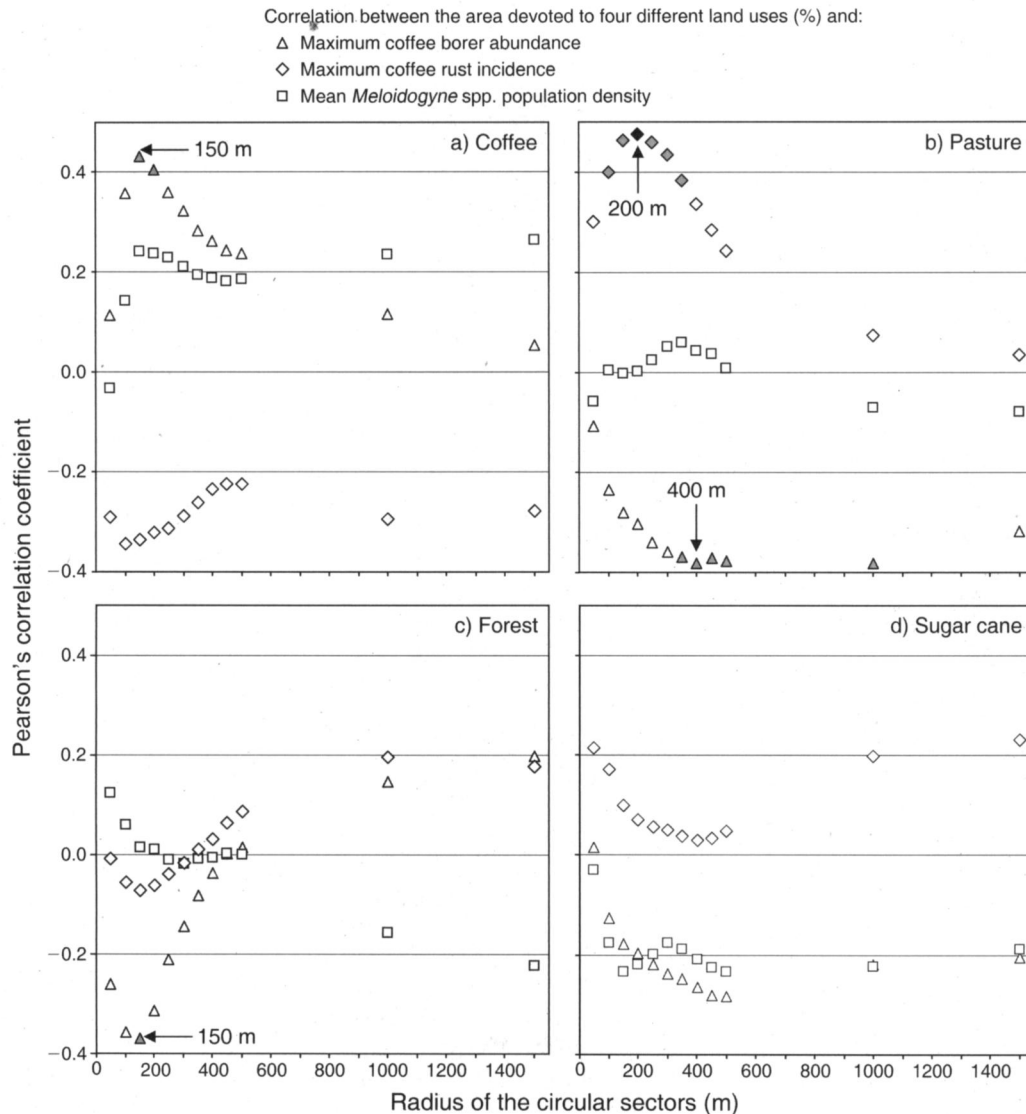 Correlation between the area devoted to four different land uses (%) and:
△ Maximum coffee borer abundance
◇ Maximum coffee rust incidence
□ Mean Meloidogyne spp. population density
a) Coffee
150 m
b) Pasture
200 m
400 m
0.4
0.2
0.0
−0.2
−0.4
c) Forest
150 m
d) Sugar cane
0.4
0.2
0.0
−0.2
−0.4
Pearson's correlation coefficient
0 200 400 600 800 1000 1200 1400
0 200 400 600 800 1000 1200 1400
Radius of the circular sectors (m)